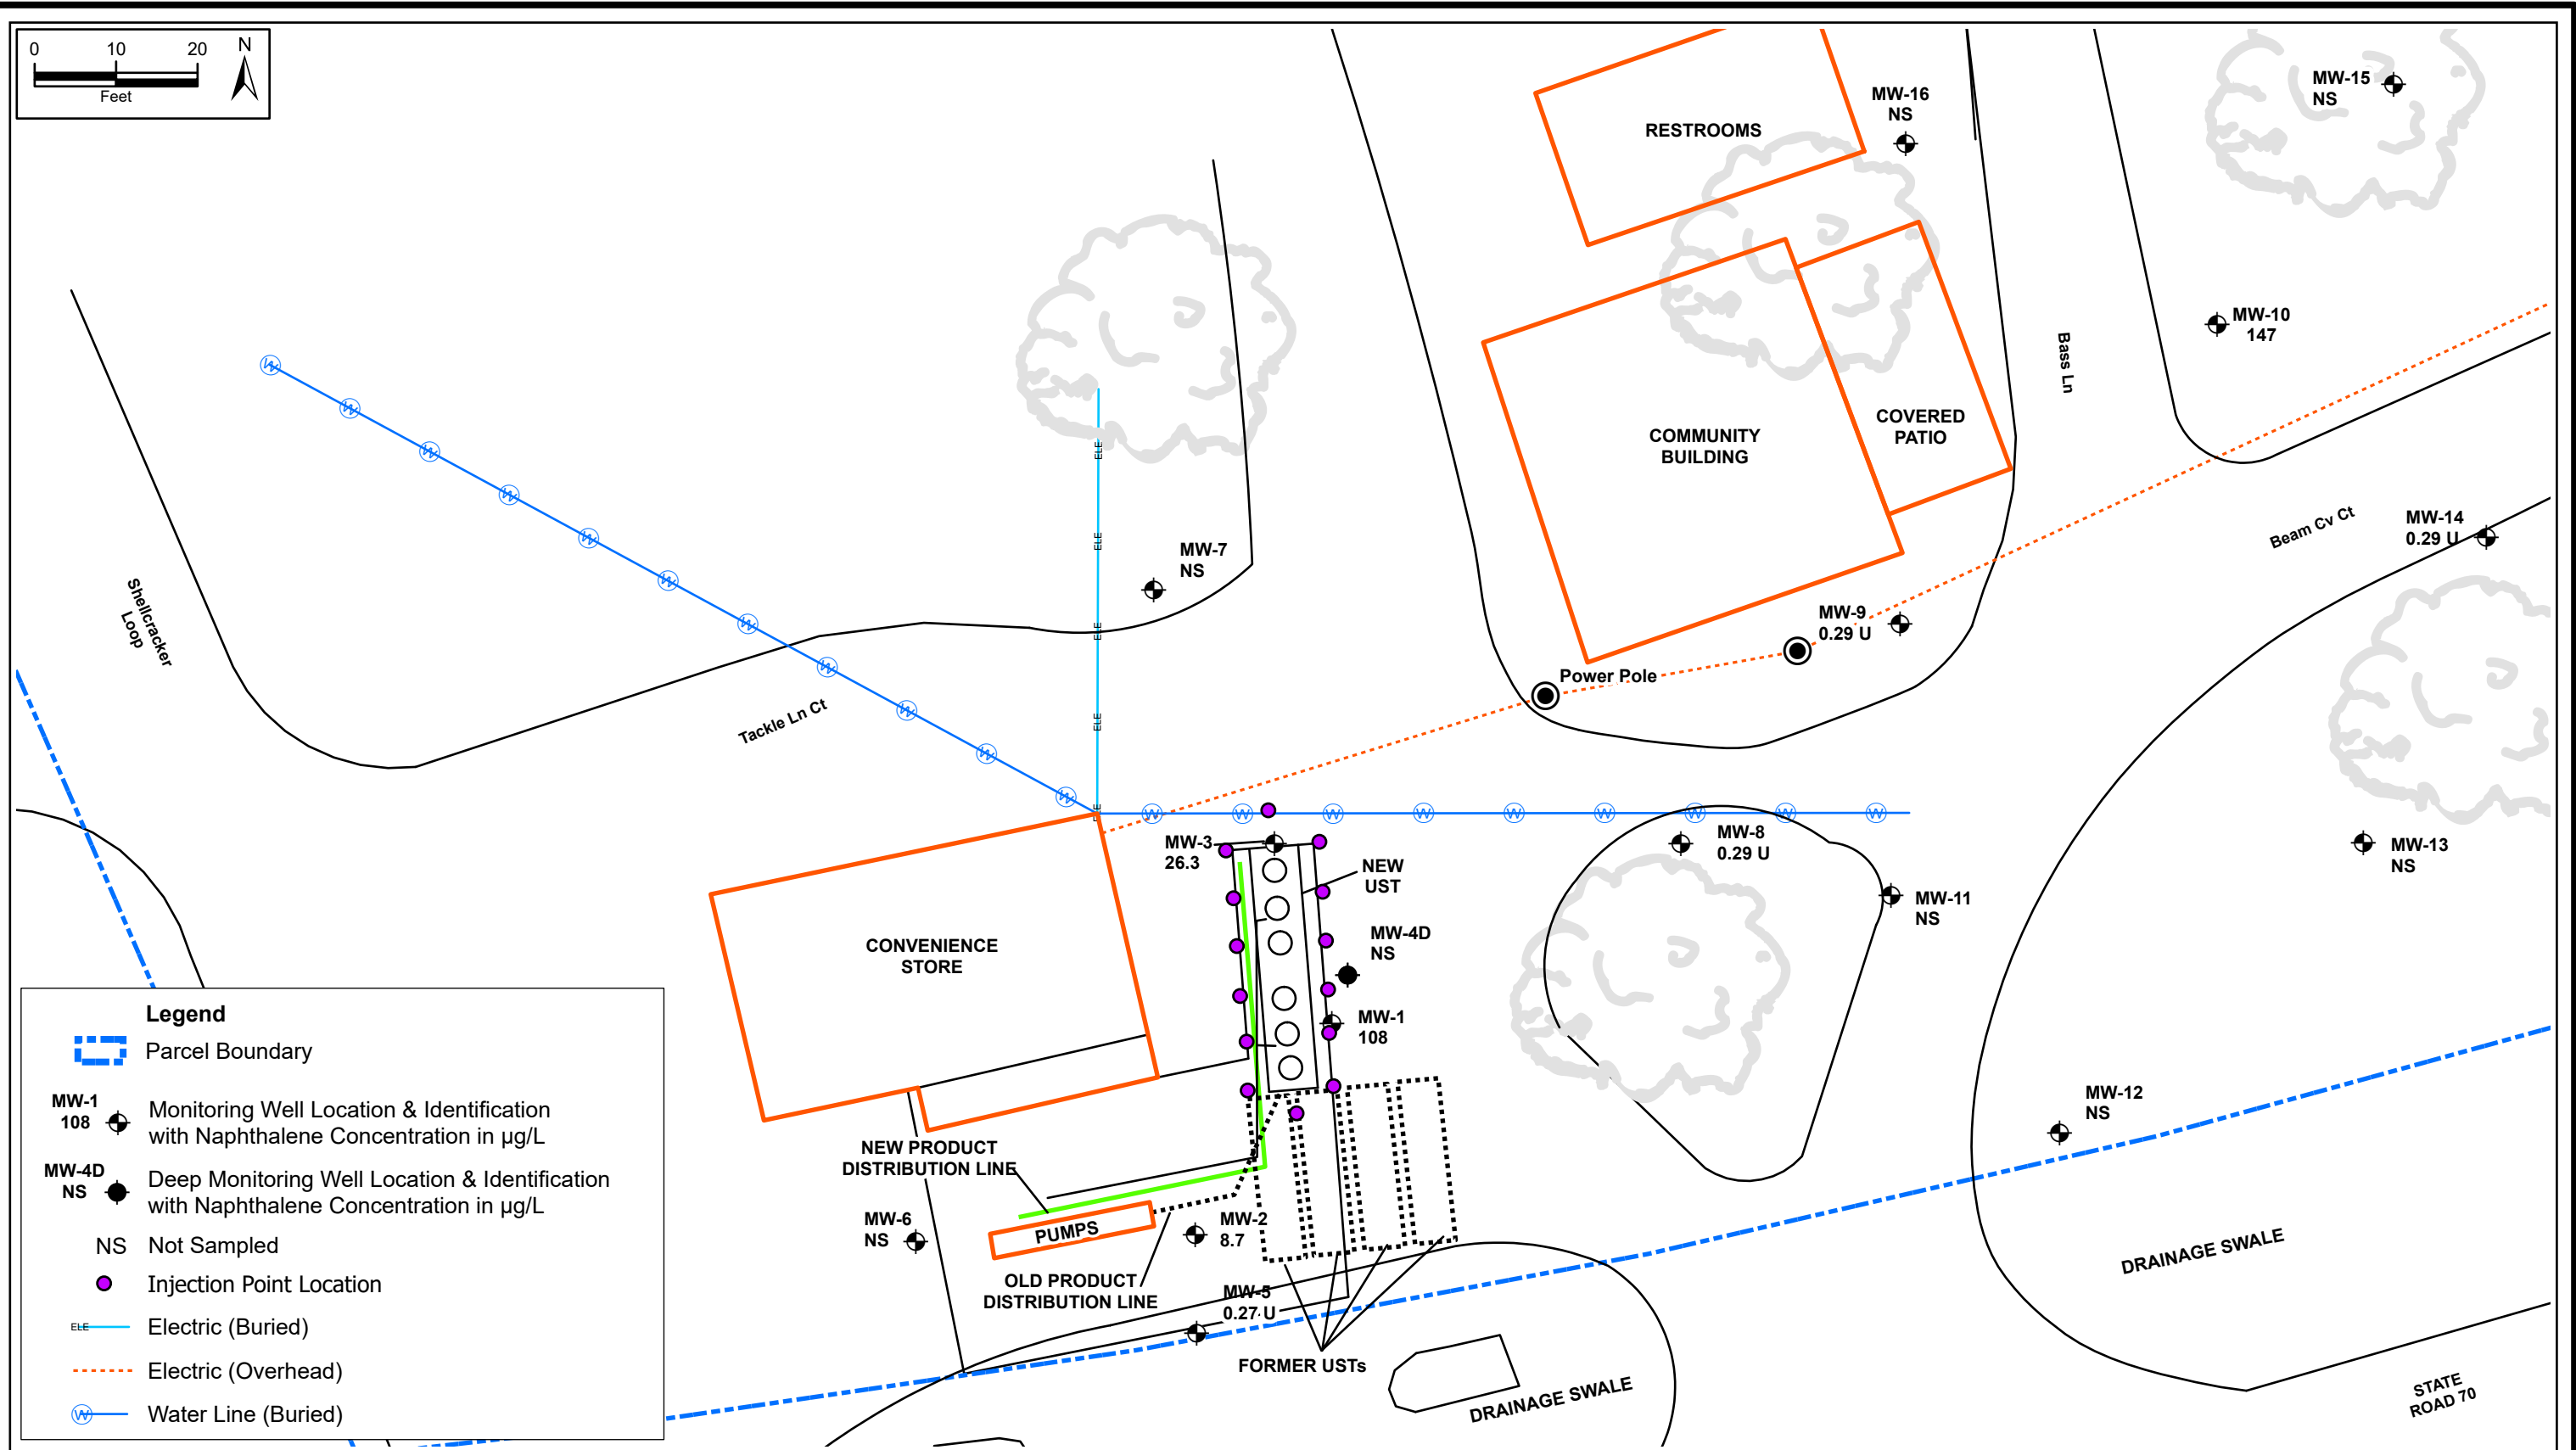 0 10 20
N
Feet
RESTROOMS
MW-16
NS
MW-15
NS
MW-10
147
Bass Ln
COVERED
PATIO
COMMUNITY
BUILDING
MW-14
0.29 U
Beam Cv Ct
MW-7
NS
ELE
ELE
ELE
ELE
Shellcracker
Loop
MW-9
0.29 U
Power Pole
Tackle Ln Ct
W W W W W W W W W W W
W W W W W W W W W
MW-3
26.3
NEW
UST
MW-8
0.29 U
MW-13
NS
MW-11
NS
MW-4D
NS
CONVENIENCE
STORE
MW-1
108
MW-12
NS
NEW PRODUCT
DISTRIBUTION LINE
MW-6
NS
PUMPS
MW-2
8.7
OLD PRODUCT
DISTRIBUTION LINE
MW-5
0.27 U
FORMER USTs
DRAINAGE SWALE
DRAINAGE SWALE
STATE
ROAD 70
Legend
Parcel Boundary
MW-1
108
Monitoring Well Location & Identification
with Naphthalene Concentration in µg/L
MW-4D
NS
Deep Monitoring Well Location & Identification
with Naphthalene Concentration in µg/L
NS Not Sampled
Injection Point Location
ELE Electric (Buried)
Electric (Overhead)
W Water Line (Buried)